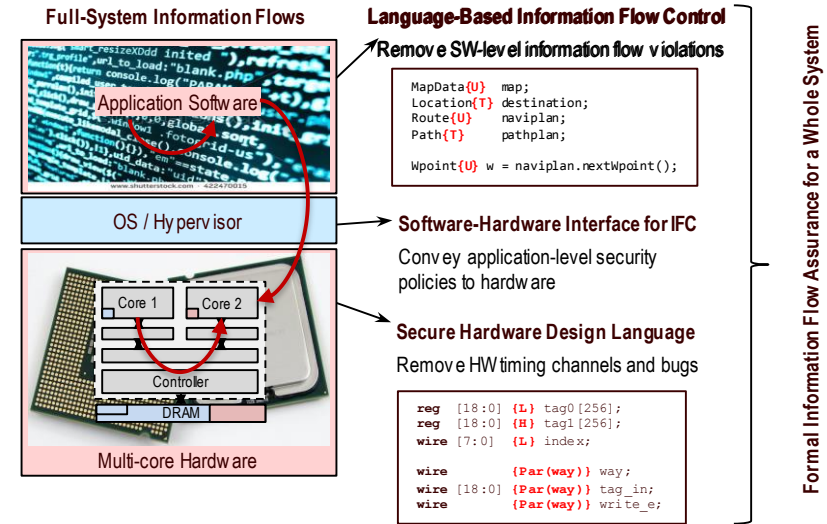 Full-System Information Flows
Language-Based Information Flow Control
Remove SW-level information flow violations
Application Software
www.shutterstock.com · 422470015
MapData{U} map;
Location{T} destination;
Route{U} naviplan;
Path{T} pathplan;
Wpoint{U} w = naviplan.nextWpoint();
OS / Hypervisor
Software-Hardware Interface for IFC
Convey application-level security
policies to hardware
Core 1
Core 2
Controller
DRAM
Multi-core Hardware
Secure Hardware Design Language
Remove HW timing channels and bugs
reg [18:0] {L} tag0[256];
reg [18:0] {H} tag1[256];
wire [7:0] {L} index;
wire {Par(way)} way;
wire [18:0] {Par(way)} tag_in;
wire {Par(way)} write_e;
Formal Information Flow Assurance for a Whole System